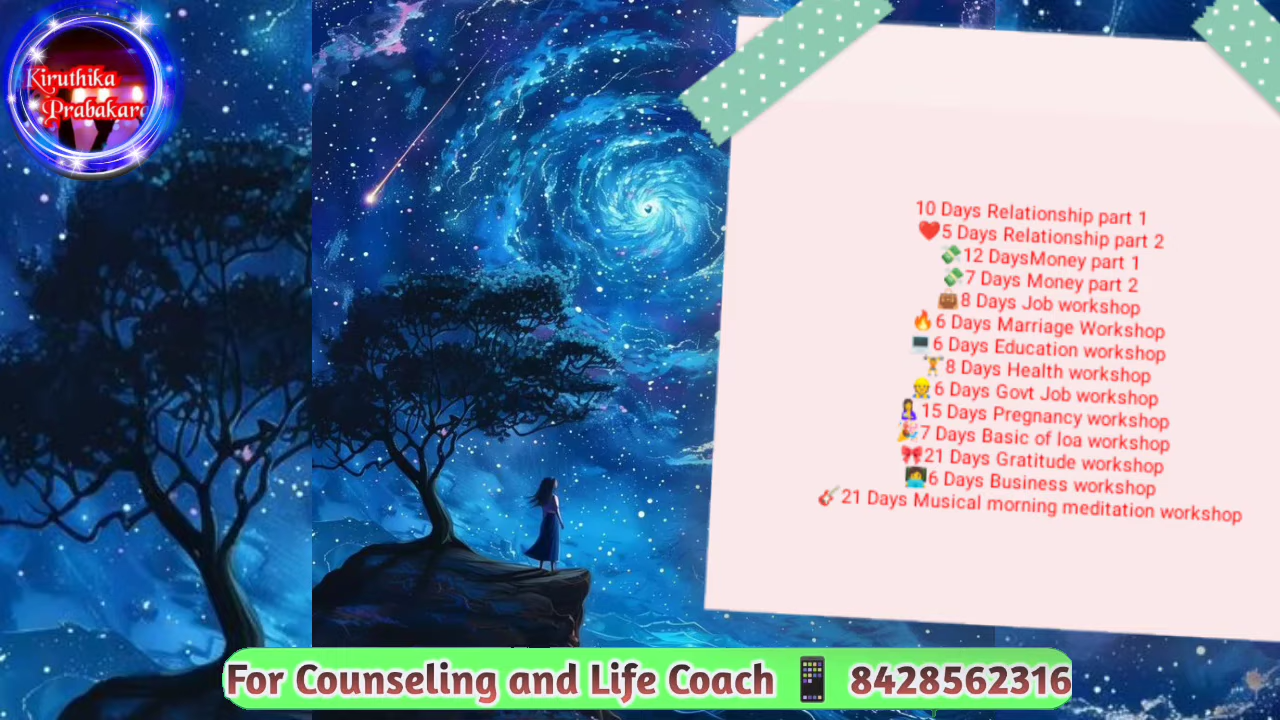 Kiruthika
Prabakara
10 Days Relationship part 1
❤️5 Days Relationship part 2
💸12 DaysMoney part 1
💸7 Days Money part 2
💼8 Days Job workshop
🔥6 Days Marriage Workshop
💻6 Days Education workshop
🏋️8 Days Health workshop
👷6 Days Govt Job workshop
🤱15 Days Pregnancy workshop
🎉7 Days Basic of loa workshop
🎀21 Days Gratitude workshop
👩‍💻6 Days Business workshop
🎸21 Days Musical morning meditation workshop
For Counseling and Life Coach 📱 8428562316